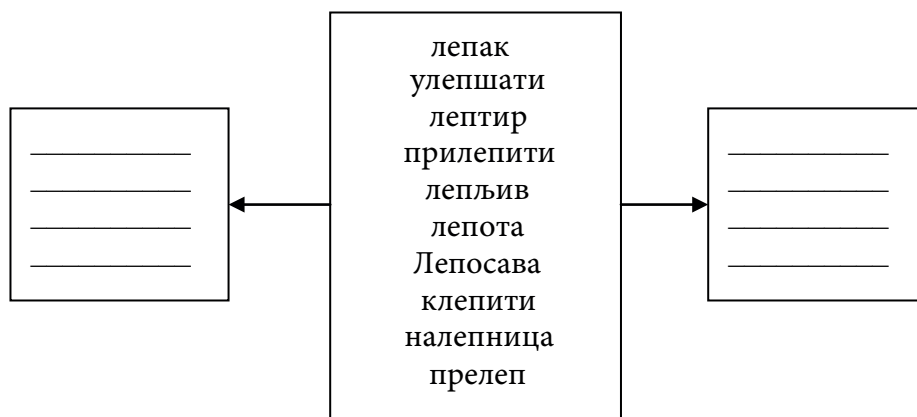 лепак
улепшати
лептир
прилепити
лепљив
лепота
Лепосава
клепити
налепница
прелеп